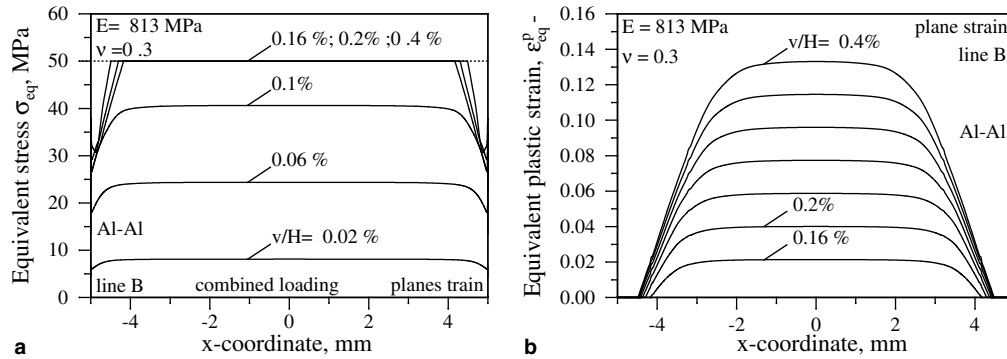 E= 813 MPa
ν =0 .3
0.16 %; 0.2% ;0 .4 %
0.1%
0.06 %
Al-Al
v/H= 0.02 %
line B combined loading planes train
60
50
40
30
20
10
0
-4 -2 0 2 4
x-coordinate, mm
Equivalent stress σeq, MPa
a
E = 813 MPa
ν = 0.3
plane strain
line B
v/H= 0.4%
Al-Al
0.2%
0.16 %
0.16
0.14
0.12
0.10
0.08
0.06
0.04
0.02
0.00
-4 -2 0 2 4
x-coordinate, mm
Equivalent plastic strain, εᵖeq -
b